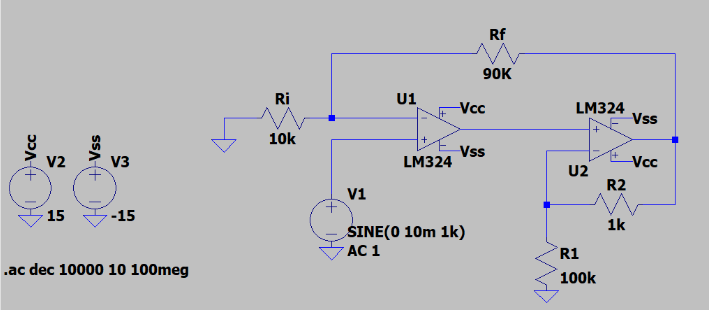 Rf
90K
Ri
10k
U1
Vcc
LM324
Vss
LM324
Vss
U2
Vcc
R2
1k
R1
100k
V1
SINE(0 10m 1k)
AC 1
Vcc
V2
15
Vss
V3
-15
.ac dec 10000 10 100meg